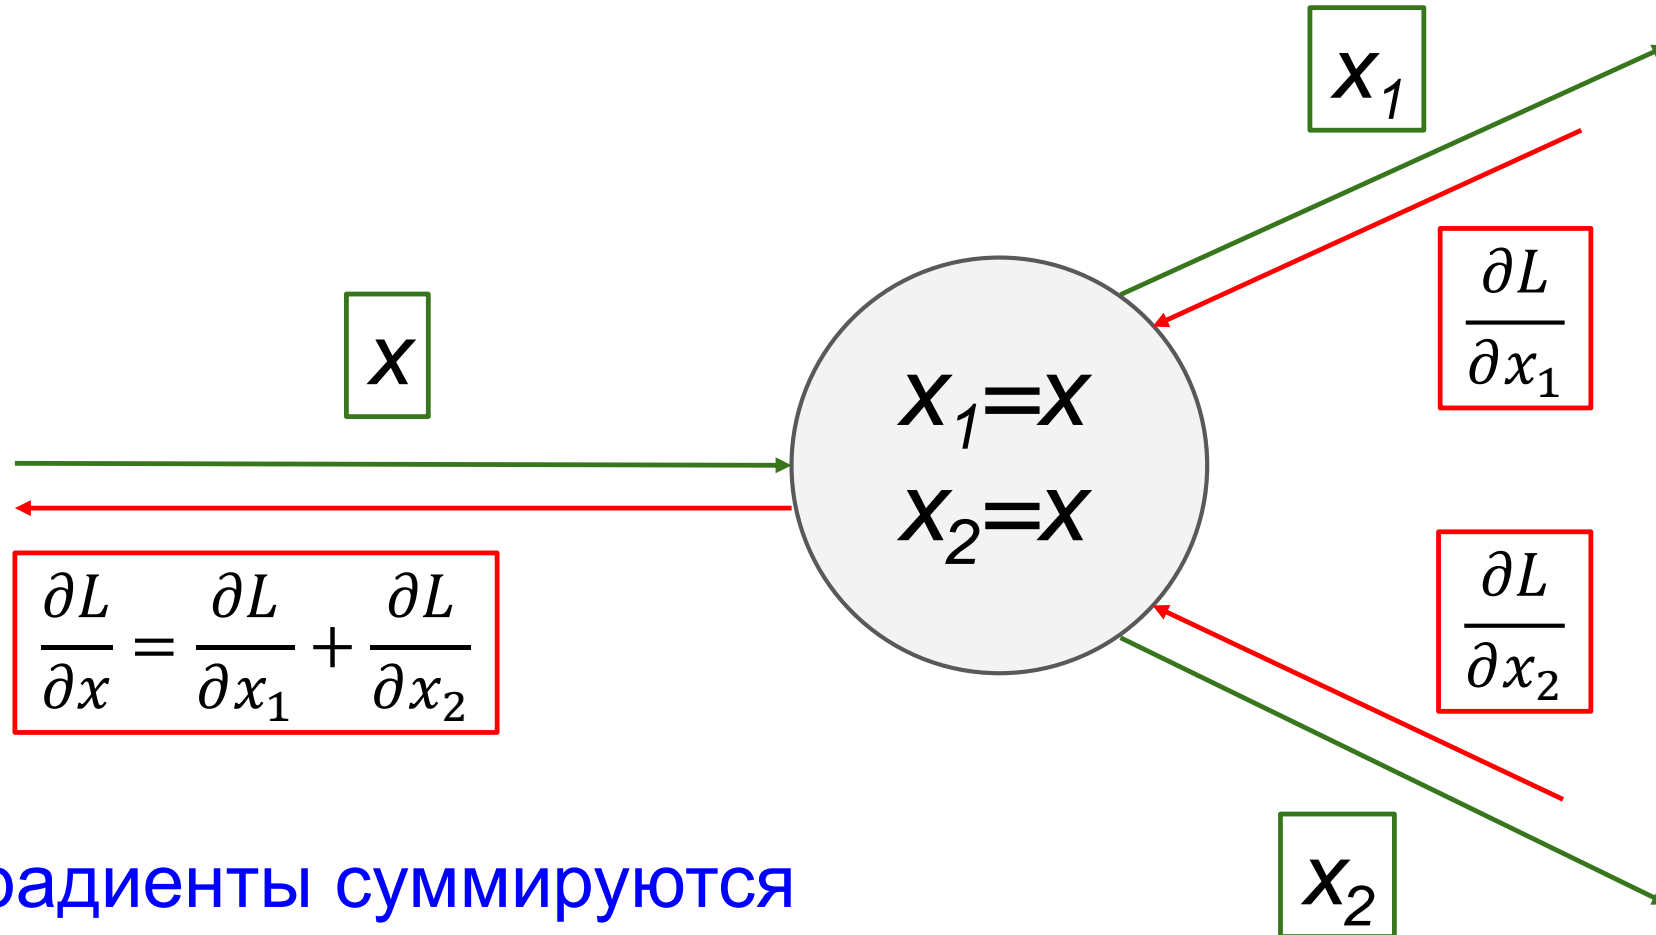 x₁
∂L/∂x₁
x
x₁=x
x₂=x
∂L/∂x = ∂L/∂x₁ + ∂L/∂x₂
∂L/∂x₂
x₂
радиенты суммируются